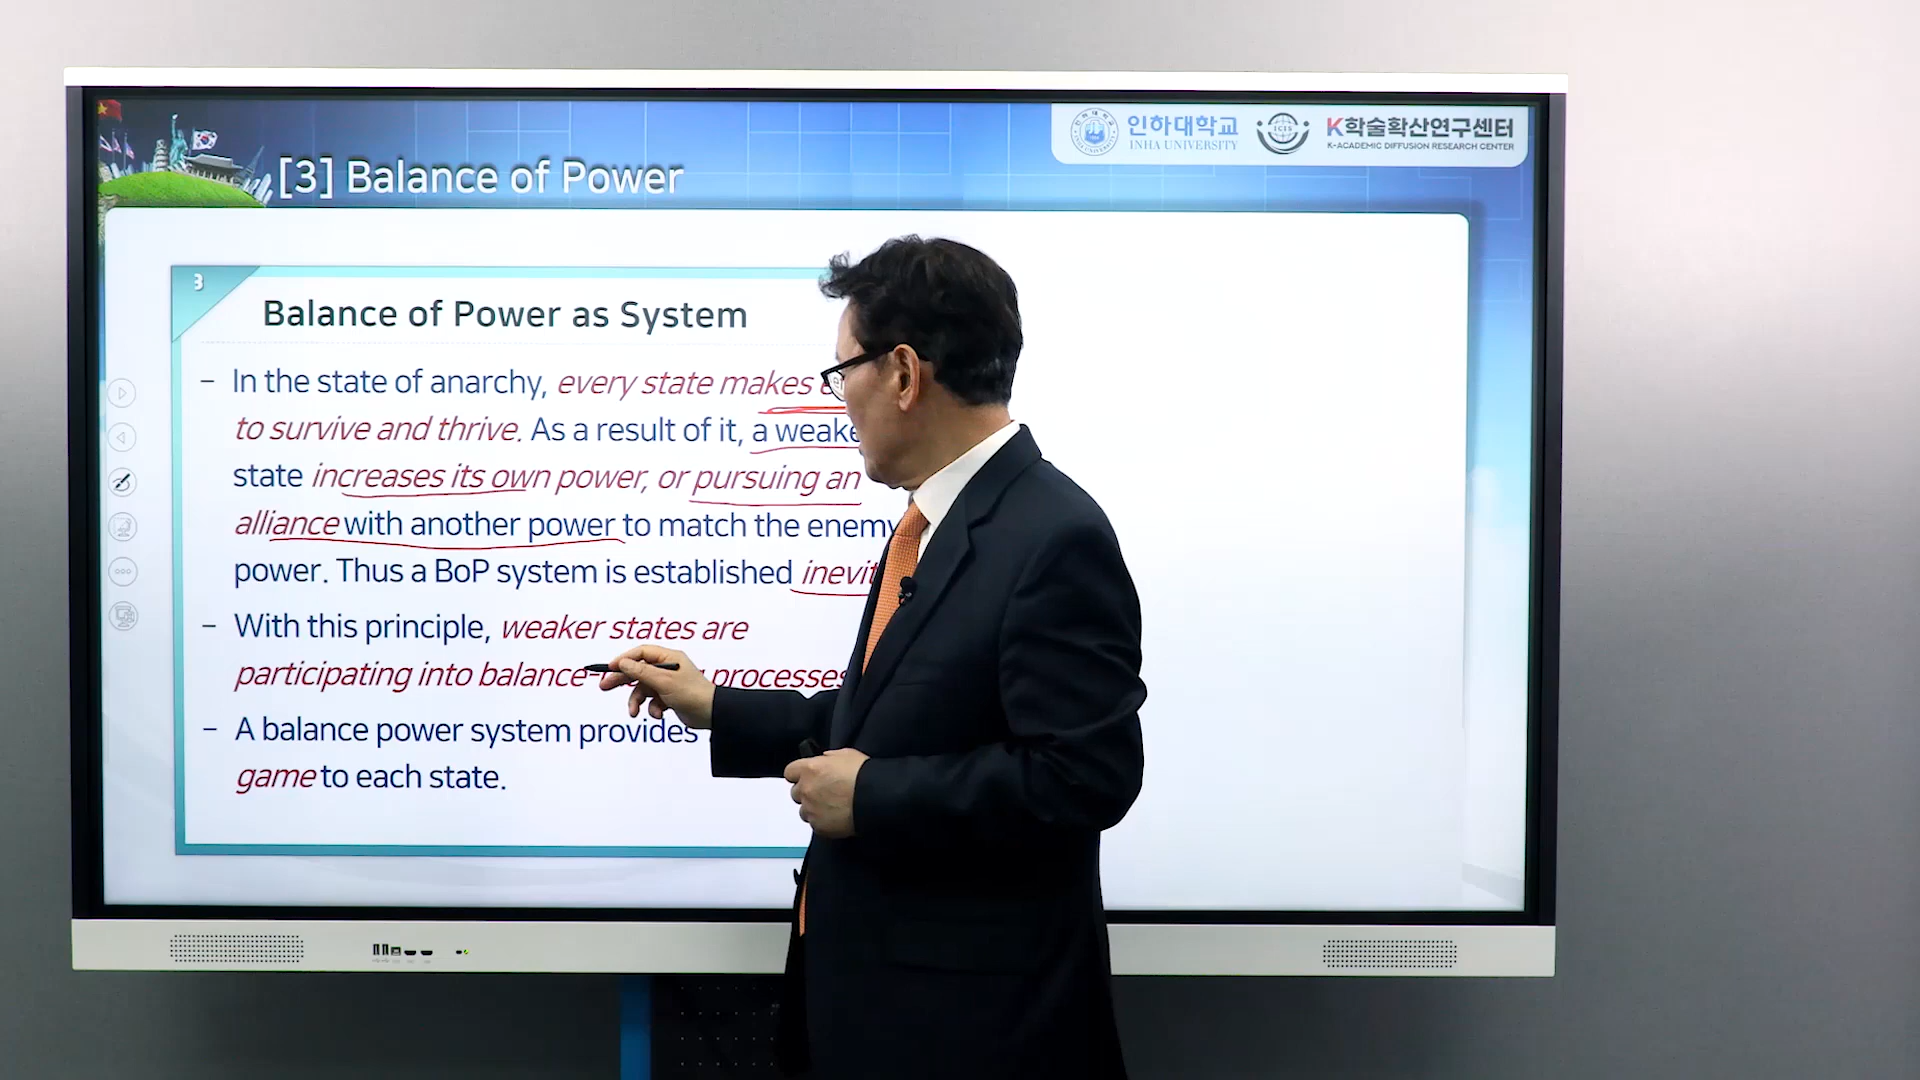 인하대학교
INHA UNIVERSITY
ICIS
K학술확산연구센터
K-ACADEMIC DIFFUSION RESEARCH CENTER
[3] Balance of Power
3
Balance of Power as System
– In the state of anarchy, every state makes
to survive and thrive. As a result of it, a
state increases its own power, or pursuing an
alliance with another power to match the enemy
power. Thus a BoP system is established
– With this principle, weaker states are
participating into processes
– A balance power system provides
game to each state.